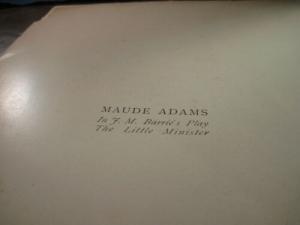 MAUDE ADAMS
In J. M. Barrie's Play
The Little Minister